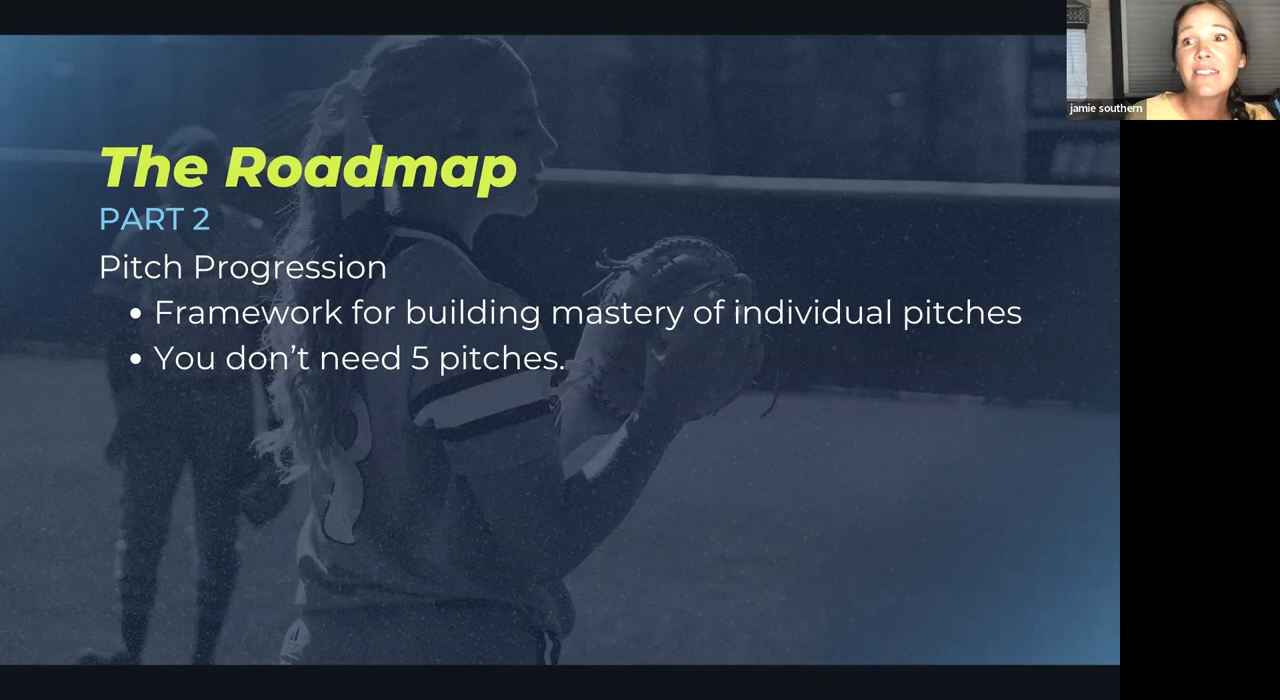 jamie southern
The Roadmap
PART 2
Pitch Progression
• Framework for building mastery of individual pitches
• You don’t need 5 pitches.